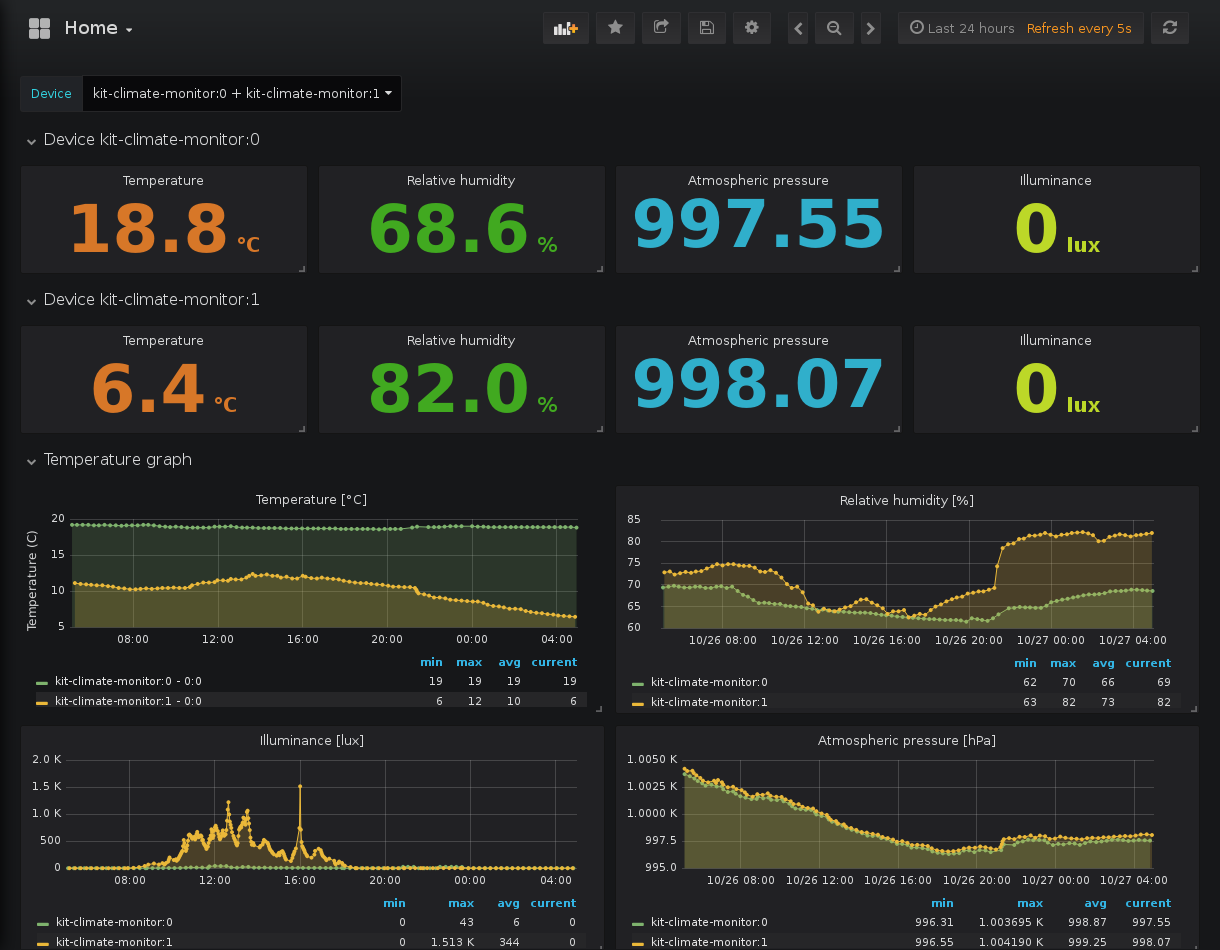 Home
Last 24 hours Refresh every 5s
Device kit-climate-monitor:0 + kit-climate-monitor:1
Device kit-climate-monitor:0
Temperature Relative humidity Atmospheric pressure Illuminance
18.8 °C 68.6 % 997.55 0 lux
Device kit-climate-monitor:1
Temperature Relative humidity Atmospheric pressure Illuminance
6.4 °C 82.0 % 998.07 0 lux
Temperature graph
Temperature [°C]
Temperature (C)
20
15
10
5
08:00 12:00 16:00 20:00 00:00 04:00
min max avg current
kit-climate-monitor:0 - 0:0 19 19 19 19
kit-climate-monitor:1 - 0:0 6 12 10 6
Relative humidity [%]
85
80
75
70
65
60
10/26 08:00 10/26 12:00 10/26 16:00 10/26 20:00 10/27 00:00 10/27 04:00
min max avg current
kit-climate-monitor:0 62 70 66 69
kit-climate-monitor:1 63 82 73 82
Illuminance [lux]
2.0 K
1.5 K
1.0 K
500
0
08:00 12:00 16:00 20:00 00:00 04:00
min max avg current
kit-climate-monitor:0 0 43 6 0
kit-climate-monitor:1 0 1.513 K 344 0
Atmospheric pressure [hPa]
1.0050 K
1.0025 K
1.0000 K
997.5
995.0
10/26 08:00 10/26 12:00 10/26 16:00 10/26 20:00 10/27 00:00 10/27 04:00
min max avg current
kit-climate-monitor:0 996.31 1.003695 K 998.87 997.55
kit-climate-monitor:1 996.55 1.004190 K 999.25 998.07